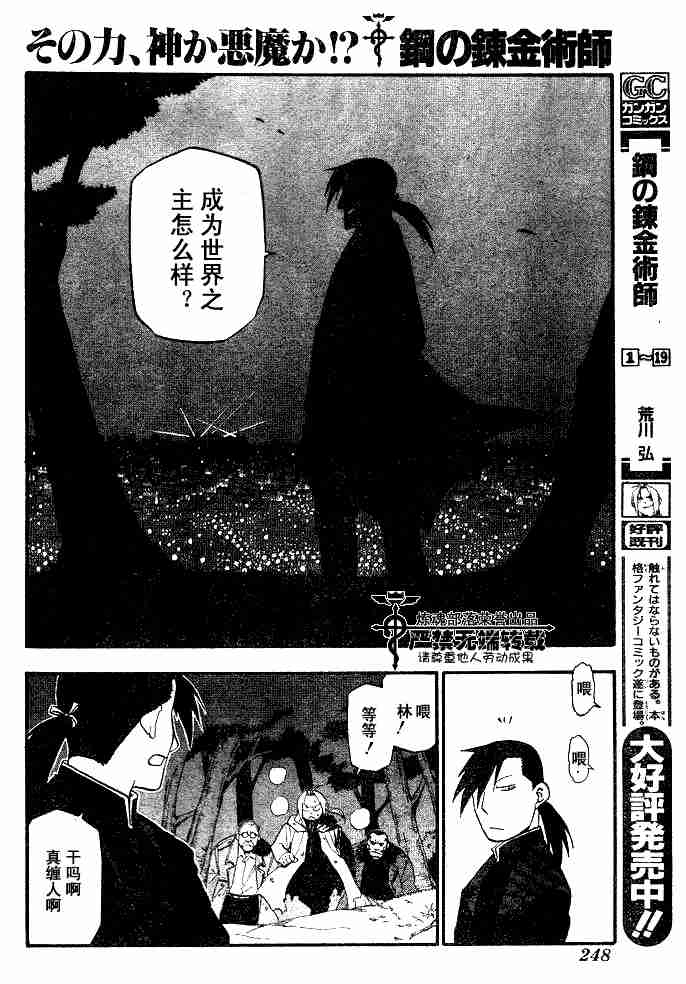 その力、神か悪魔か!?
鋼の錬金術師
成为世界之
主怎么样？
炼魂部落荣誉出品
严禁无端转载
请尊重他人劳动成果
喂，
喂，
喂
林！
等等！
干吗啊
真缠人啊
248
GC
ガンガン
コミックス
鋼の錬金術師
1~19
荒川 弘
好評
既刊
触れてはならないものがある。本
格ファンタジーコミック遂に登場。
大好評発売中!!